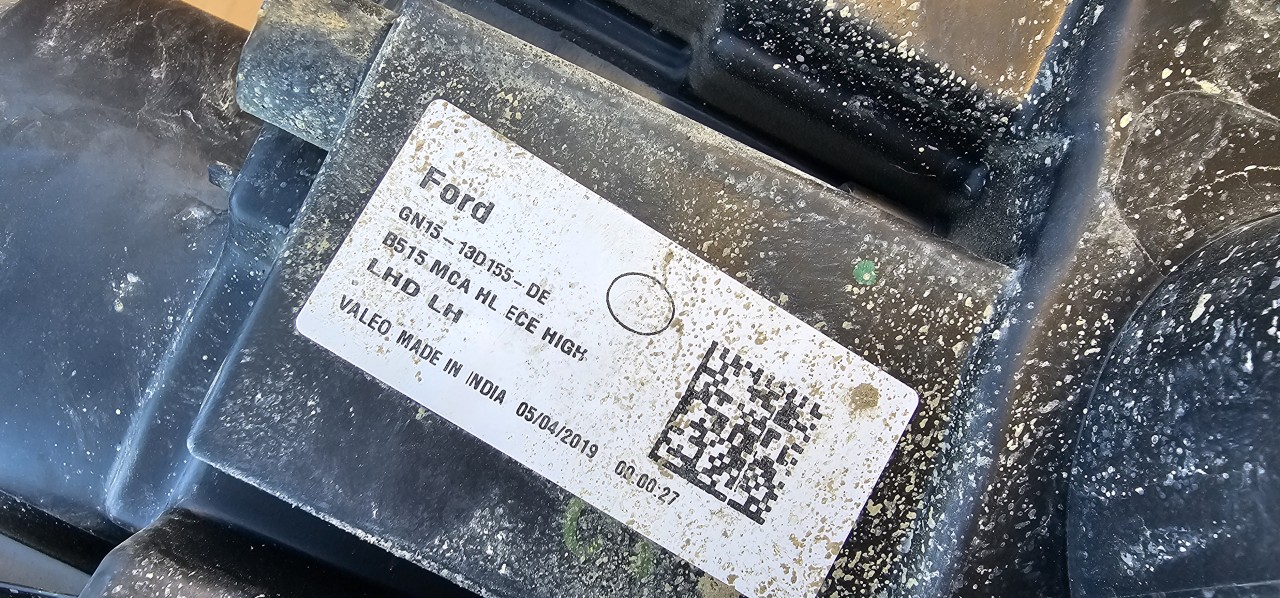 Ford
GN15-13D155-DE
B515 MCA HL ECE HIGH
LHD LH
VALEO MADE IN INDIA 05/04/2019 00:00:27